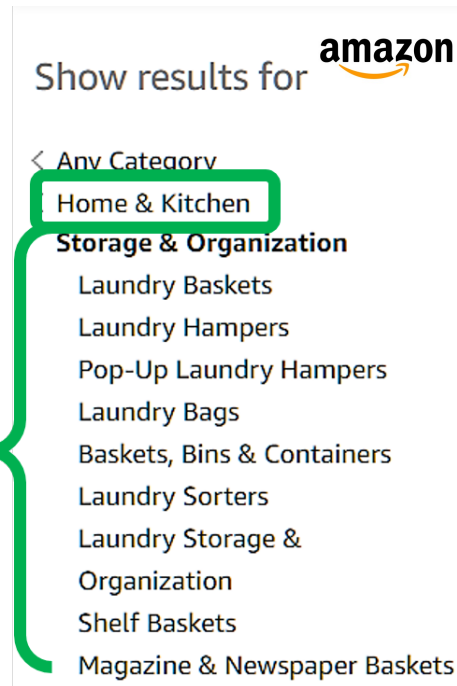 amazon
Show results for
Any Category
Home & Kitchen
Storage & Organization
Laundry Baskets
Laundry Hampers
Pop-Up Laundry Hampers
Laundry Bags
Baskets, Bins & Containers
Laundry Sorters
Laundry Storage &
Organization
Shelf Baskets
Magazine & Newspaper Baskets